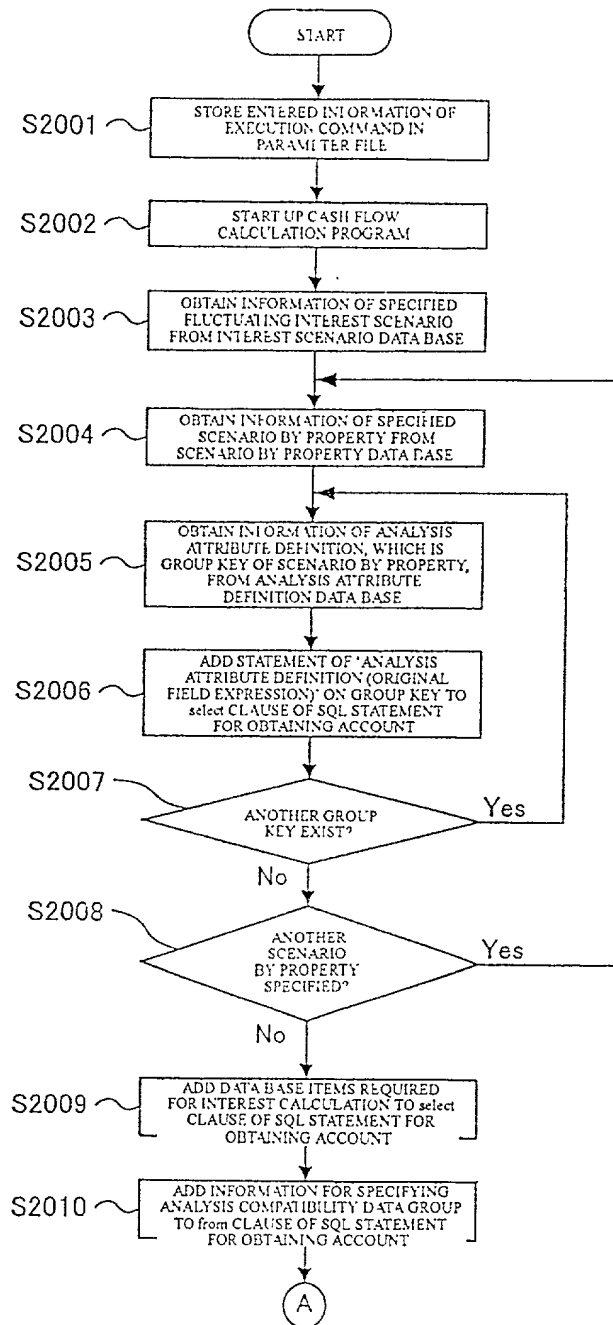 START
S2001
STORE ENTERED INFORMATION OF
EXECUTION COMMAND IN
PARAMETER FILE
S2002
START UP CASH FLOW
CALCULATION PROGRAM
S2003
OBTAIN INFORMATION OF SPECIFIED
FLUCTUATING INTEREST SCENARIO
FROM INTEREST SCENARIO DATA BASE
S2004
OBTAIN INFORMATION OF SPECIFIED
SCENARIO BY PROPERTY FROM
SCENARIO BY PROPERTY DATA BASE
S2005
OBTAIN INFORMATION OF ANALYSIS
ATTRIBUTE DEFINITION, WHICH IS
GROUP KEY OF SCENARIO BY PROPERTY,
FROM ANALYSIS ATTRIBUTE
DEFINITION DATA BASE
S2006
ADD STATEMENT OF "ANALYSIS
ATTRIBUTE DEFINITION (ORIGINAL
FIELD EXPRESSION)" ON GROUP KEY TO
select CLAUSE OF SQL STATEMENT
FOR OBTAINING ACCOUNT
S2007
ANOTHER GROUP
KEY EXIST?
Yes
No
S2008
ANOTHER
SCENARIO
BY PROPERTY
SPECIFIED?
Yes
No
S2009
ADD DATA BASE ITEMS REQUIRED
FOR INTEREST CALCULATION TO select
CLAUSE OF SQL STATEMENT FOR
OBTAINING ACCOUNT
S2010
ADD INFORMATION FOR SPECIFYING
ANALYSIS COMPATIBILITY DATA GROUP
TO from CLAUSE OF SQL STATEMENT
FOR OBTAINING ACCOUNT
A